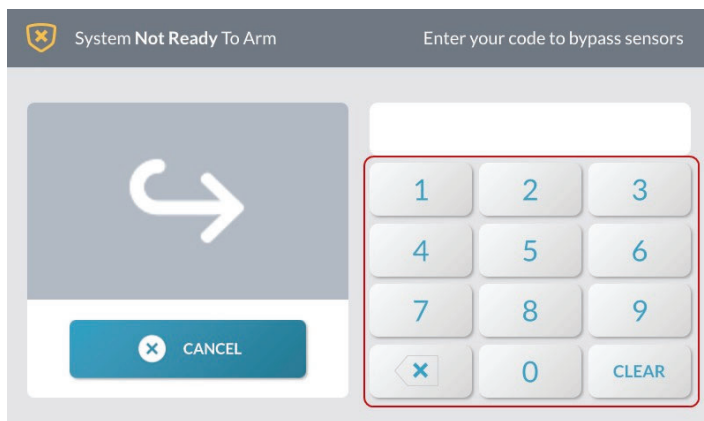 System Not Ready To Arm
Enter your code to bypass sensors
1 2 3
4 5 6
7 8 9
0 CLEAR
CANCEL